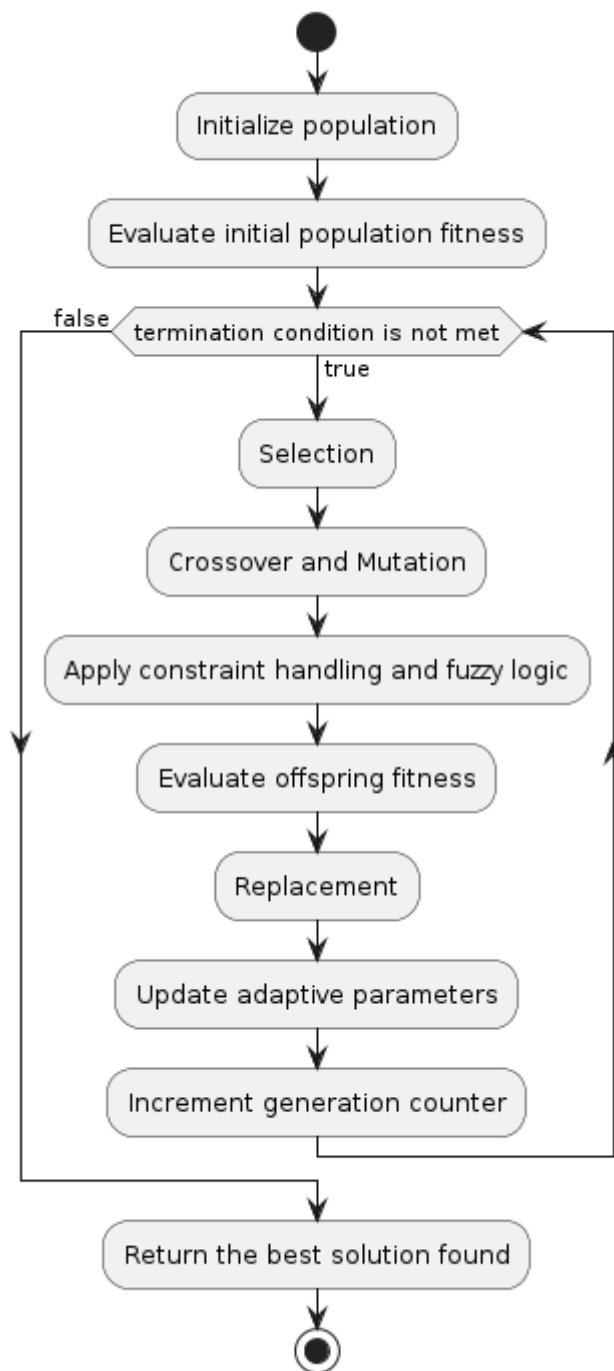 Initialize population
Evaluate initial population fitness
false
termination condition is not met
true
Selection
Crossover and Mutation
Apply constraint handling and fuzzy logic
Evaluate offspring fitness
Replacement
Update adaptive parameters
Increment generation counter
Return the best solution found